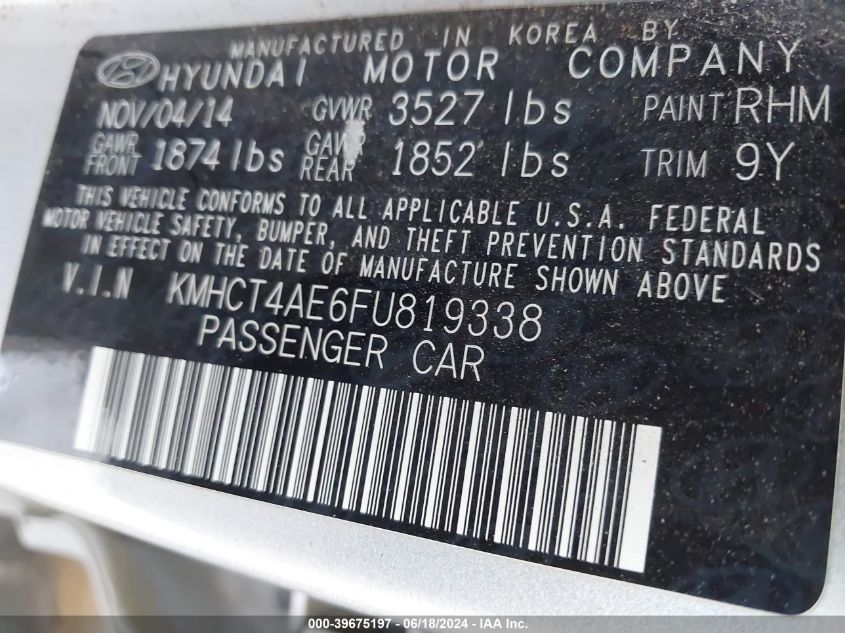 MANUFACTURED IN KOREA BY
HYUNDAI MOTOR COMPANY
NOV/04/14 GVWR 3527 lbs PAINT RHM
GAWR FRONT 1874 lbs GAW REAR 1852 lbs TRIM 9Y
THIS VEHICLE CONFORMS TO ALL APPLICABLE U.S.A. FEDERAL
MOTOR VEHICLE SAFETY, BUMPER, AND THEFT PREVENTION STANDARDS
IN EFFECT ON THE DATE OF MANUFACTURE SHOWN ABOVE
V.I.N KMHCT4AE6FU819338
PASSENGER CAR
000-39675197 - 06/18/2024 - IAA Inc.